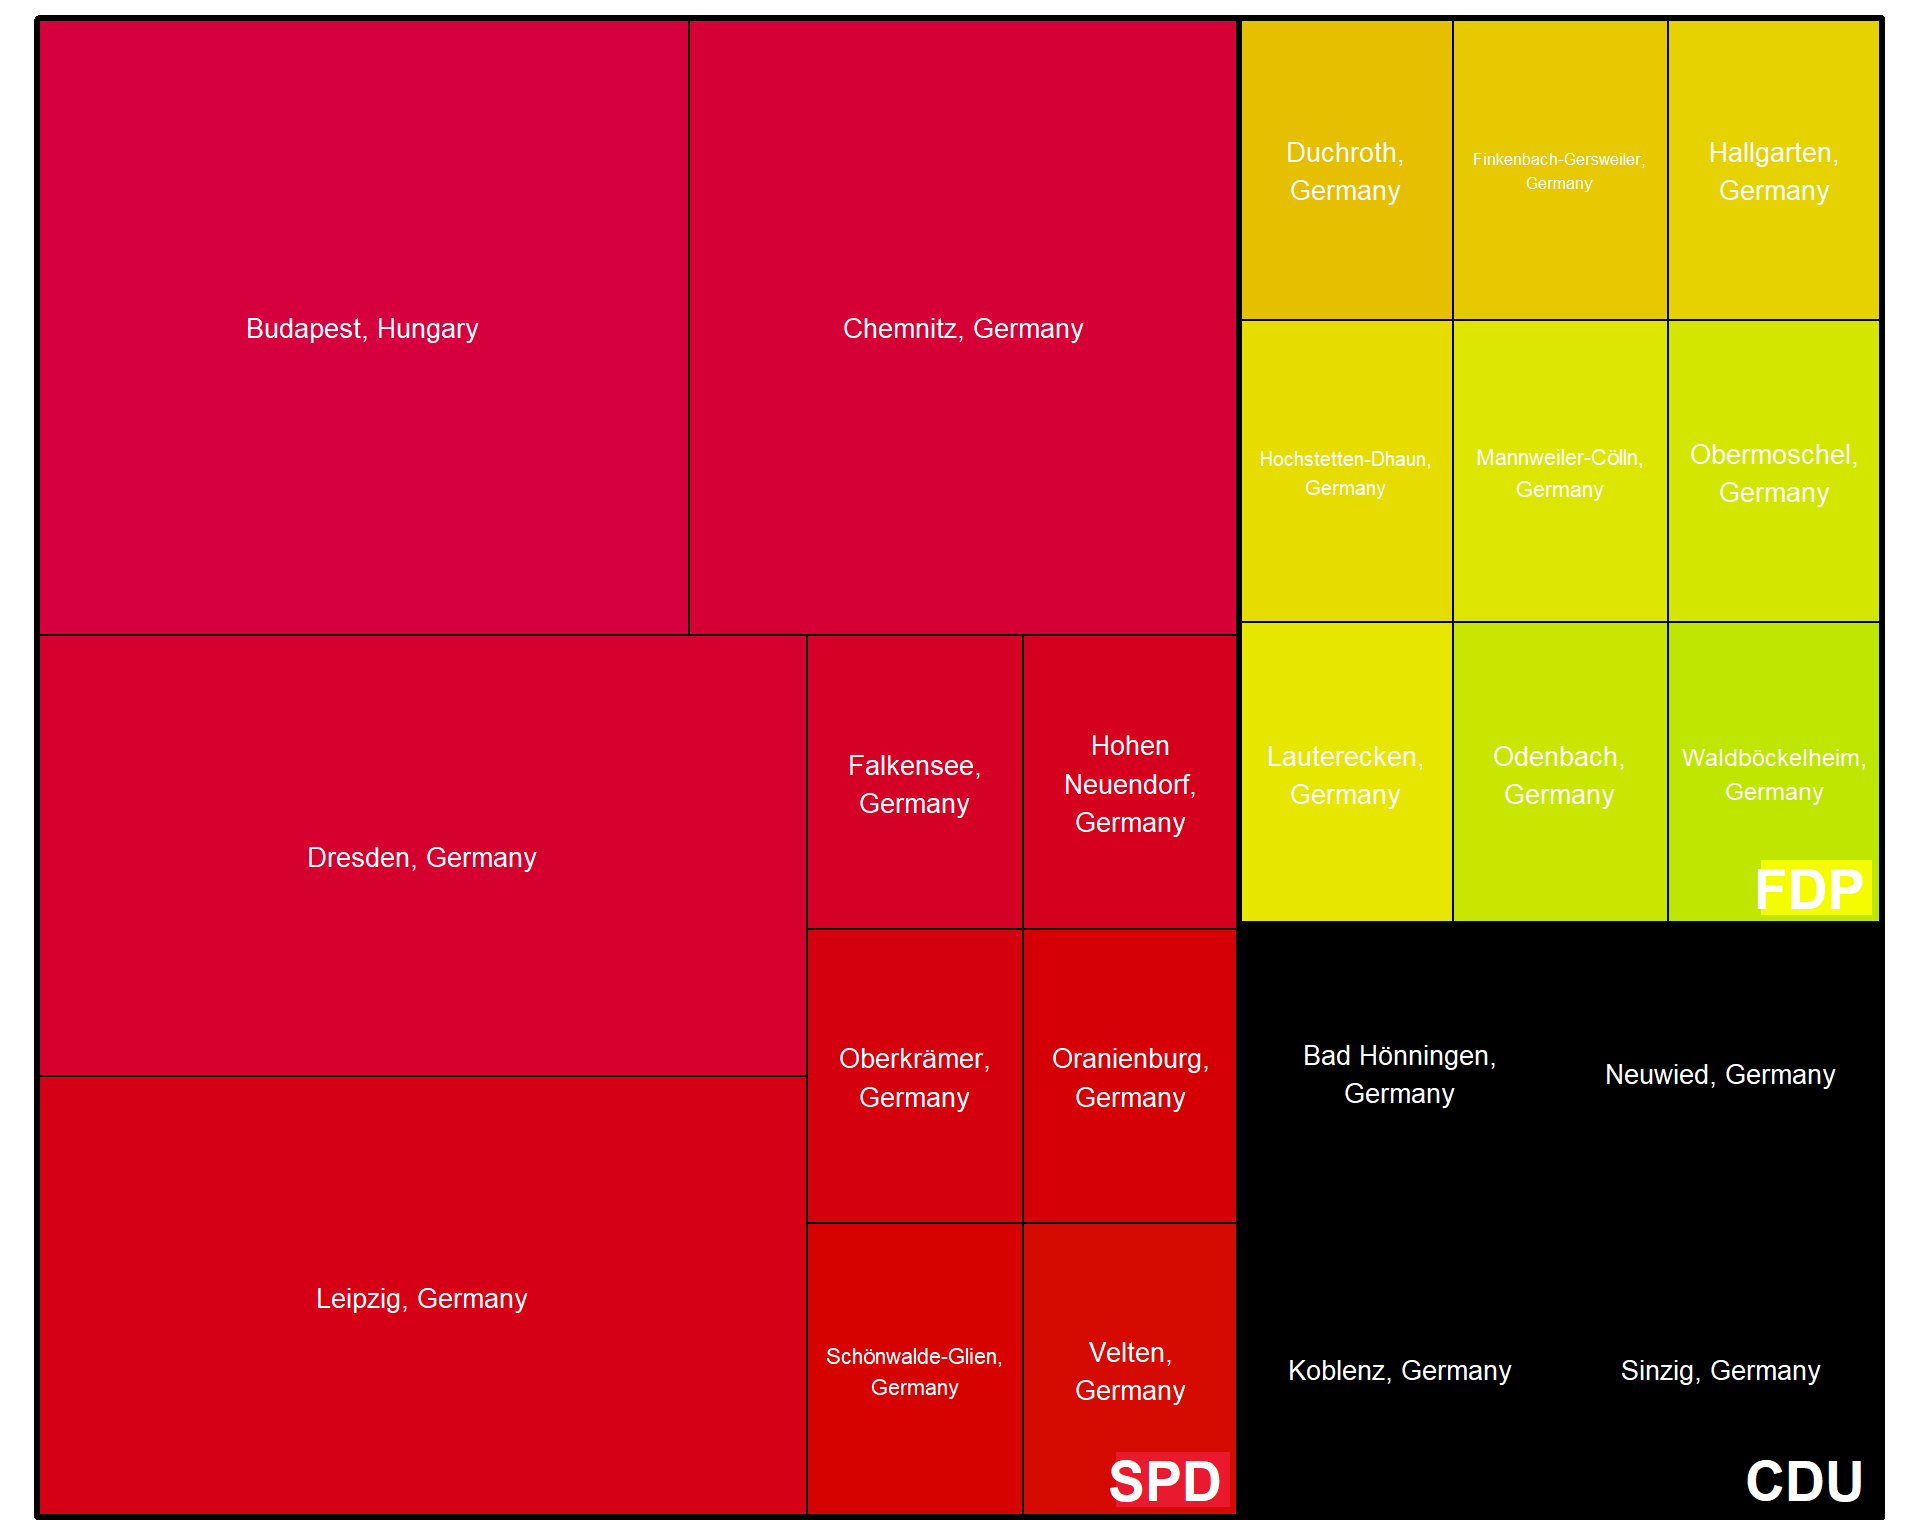 Budapest, Hungary
Chemnitz, Germany
Dresden, Germany
Leipzig, Germany
Falkensee,
Germany
Hohen
Neuendorf,
Germany
Oberkrämer,
Germany
Oranienburg,
Germany
Schönwalde-Glien,
Germany
Velten,
Germany
SPD
Duchroth,
Germany
Finkenbach-Gersweiler,
Germany
Hallgarten,
Germany
Hochstetten-Dhaun,
Germany
Mannweiler-Cölln,
Germany
Obermoschel,
Germany
Lauterecken,
Germany
Odenbach,
Germany
Waldböckelheim,
Germany
FDP
Bad Hönningen,
Germany
Neuwied, Germany
Koblenz, Germany
Sinzig, Germany
CDU